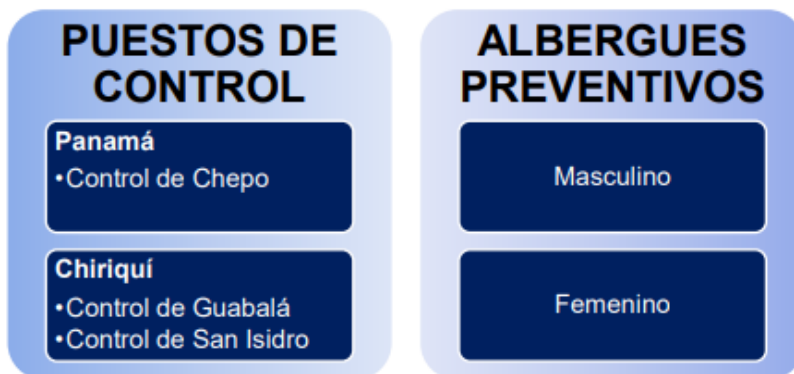 PUESTOS DE
CONTROL
Panamá
•Control de Chepo
Chiriquí
•Control de Guabalá
•Control de San Isidro
ALBERGUES
PREVENTIVOS
Masculino
Femenino